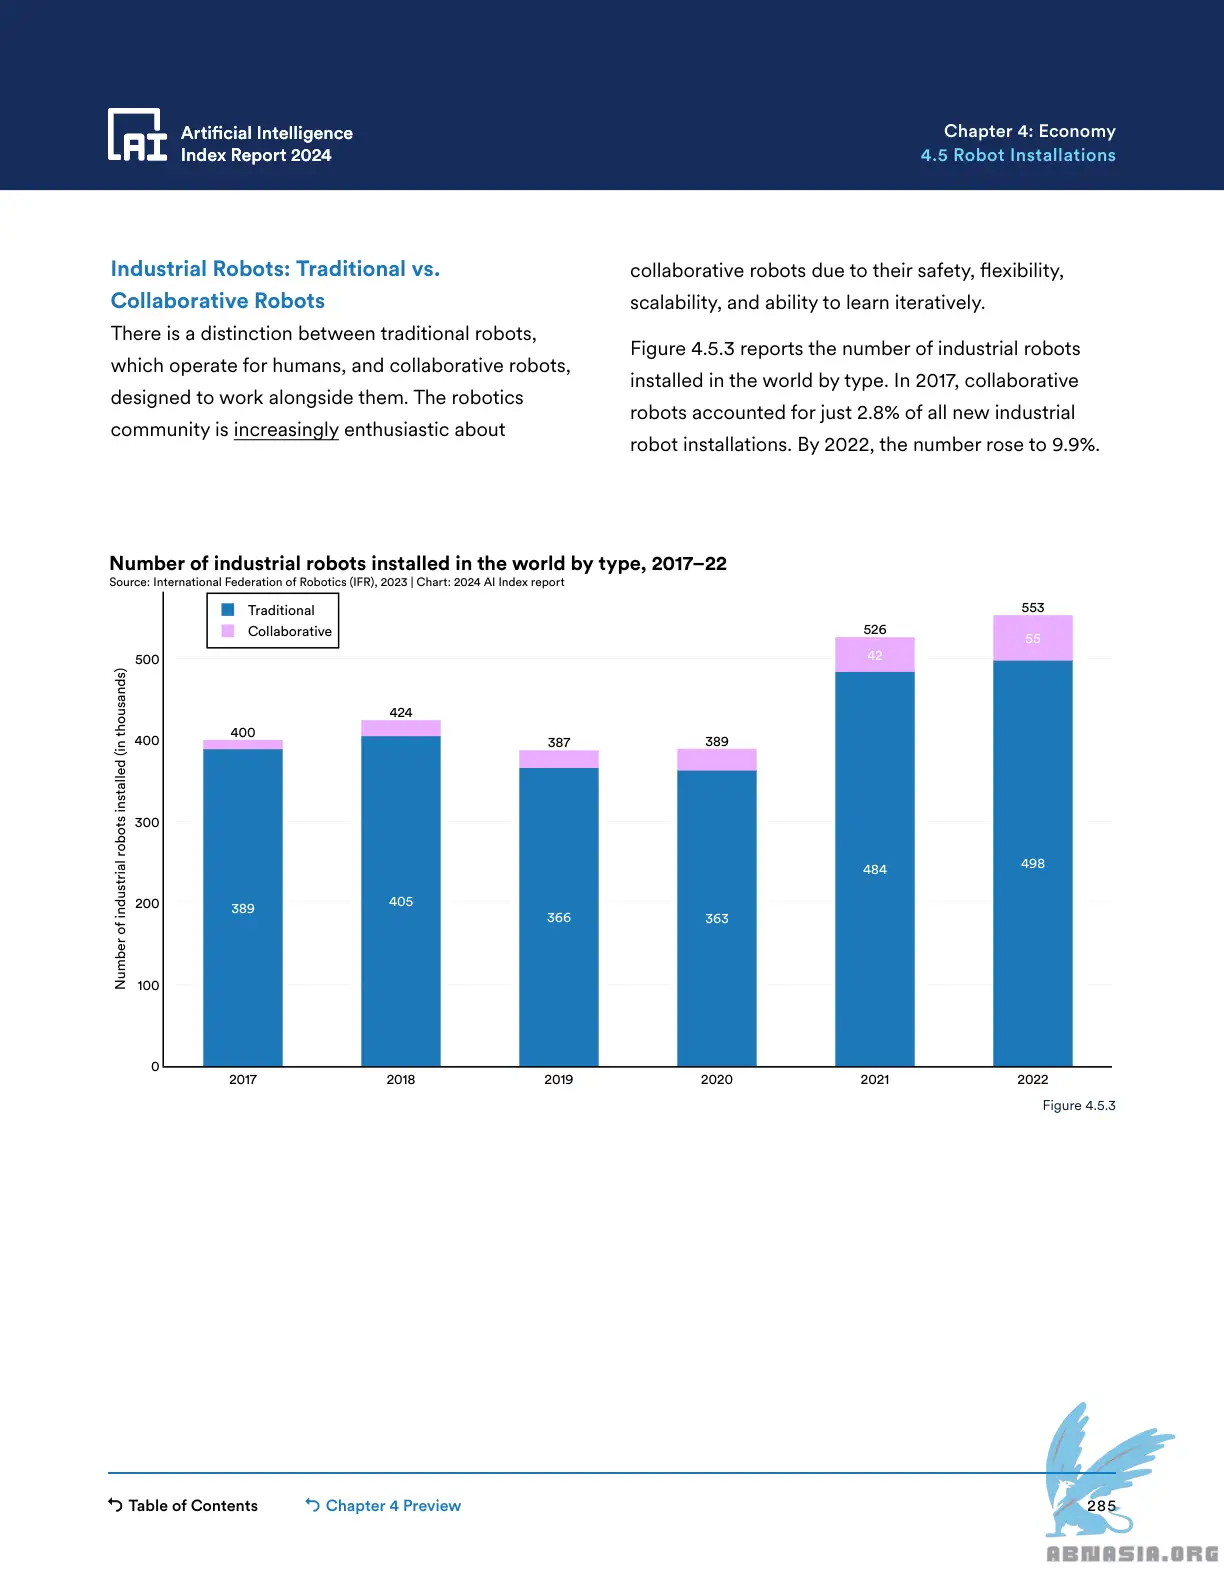 Artificial Intelligence
Index Report 2024
Chapter 4: Economy
4.5 Robot Installations
Industrial Robots: Traditional vs.
Collaborative Robots
There is a distinction between traditional robots,
which operate for humans, and collaborative robots,
designed to work alongside them. The robotics
community is increasingly enthusiastic about
collaborative robots due to their safety, flexibility,
scalability, and ability to learn iteratively.
Figure 4.5.3 reports the number of industrial robots
installed in the world by type. In 2017, collaborative
robots accounted for just 2.8% of all new industrial
robot installations. By 2022, the number rose to 9.9%.
Number of industrial robots installed in the world by type, 2017–22
Source: International Federation of Robotics (IFR), 2023 | Chart: 2024 AI Index report
Traditional
Collaborative
Number of industrial robots installed (in thousands)
500
400
300
200
100
0
400
389
424
405
387
366
389
363
526
42
484
553
55
498
2017 2018 2019 2020 2021 2022
Figure 4.5.3
Table of Contents
Chapter 4 Preview
285
ABNASIA.ORG